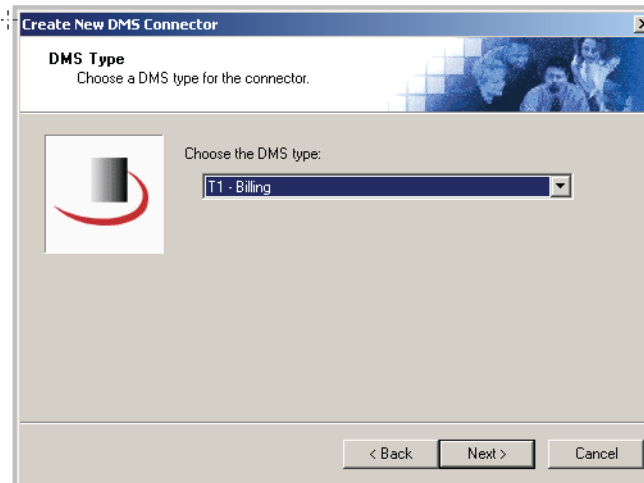 Create New DMS Connector
DMS Type
Choose a DMS type for the connector.
Choose the DMS type:
T1 - Billing
< Back
Next >
Cancel